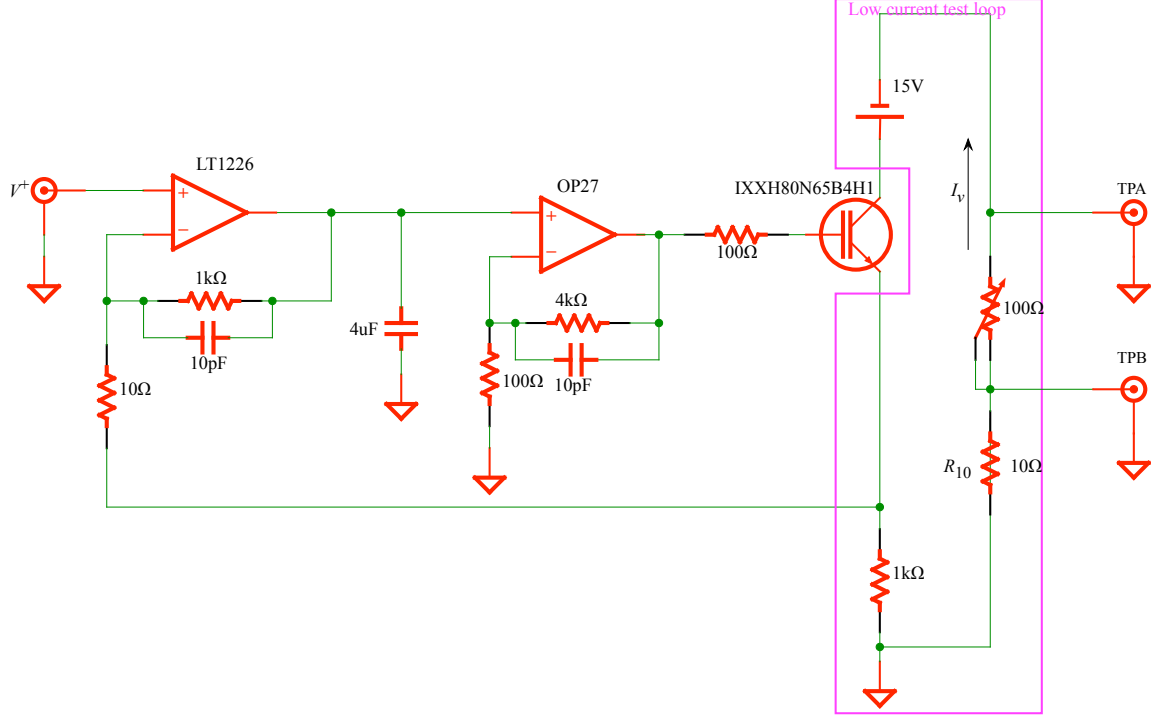 Low current test loop
15V
LT1226
V+
OP27
IXXH80N65B4H1
Iv
TPA
100Ω
1kΩ
4kΩ
100Ω
4uF
10pF
TPB
10Ω
100Ω
10pF
R10
10Ω
1kΩ